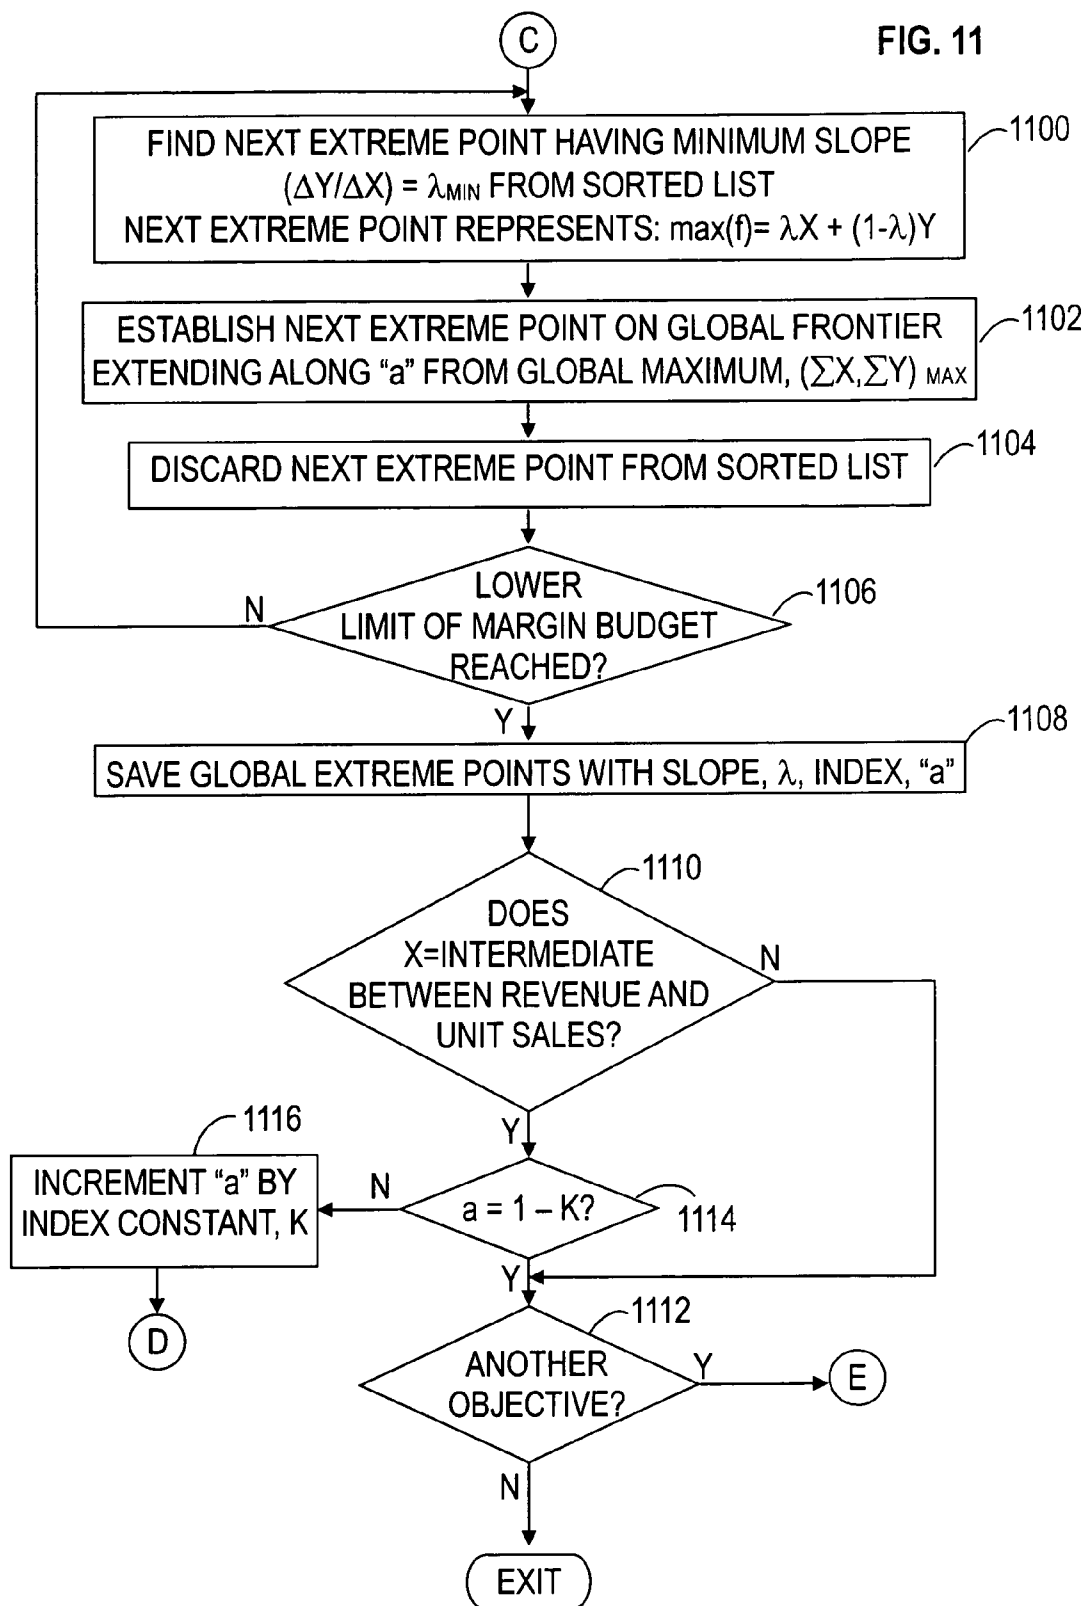 C
FIG. 11
FIND NEXT EXTREME POINT HAVING MINIMUM SLOPE
(ΔY/ΔX) = λMIN FROM SORTED LIST
NEXT EXTREME POINT REPRESENTS: max(f)= λX + (1-λ)Y
1100
ESTABLISH NEXT EXTREME POINT ON GLOBAL FRONTIER
EXTENDING ALONG “a” FROM GLOBAL MAXIMUM, (∑X,∑Y) MAX
1102
DISCARD NEXT EXTREME POINT FROM SORTED LIST
1104
LOWER
LIMIT OF MARGIN BUDGET
REACHED?
1106
N
Y
SAVE GLOBAL EXTREME POINTS WITH SLOPE, λ, INDEX, “a”
1108
DOES
X=INTERMEDIATE
BETWEEN REVENUE AND
UNIT SALES?
1110
N
Y
a = 1 – K?
1114
N
INCREMENT “a” BY
INDEX CONSTANT, K
1116
D
Y
ANOTHER
OBJECTIVE?
1112
Y
E
N
EXIT